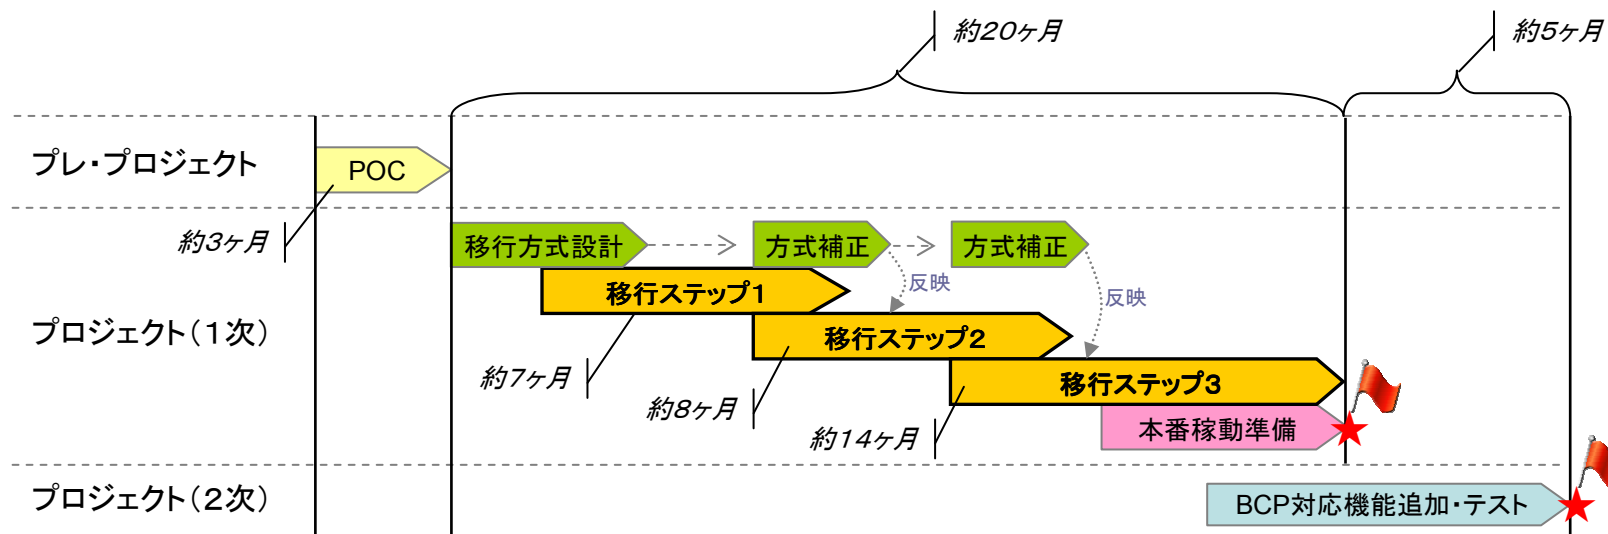 約20ヶ月
約5ヶ月
プレ・プロジェクト
POC
約3ヶ月
移行方式設計
方式補正
方式補正
反映
反映
移行ステップ1
プロジェクト(1次)
移行ステップ2
約7ヶ月
移行ステップ3
約8ヶ月
約14ヶ月
本番稼動準備
プロジェクト(2次)
BCP対応機能追加・テスト